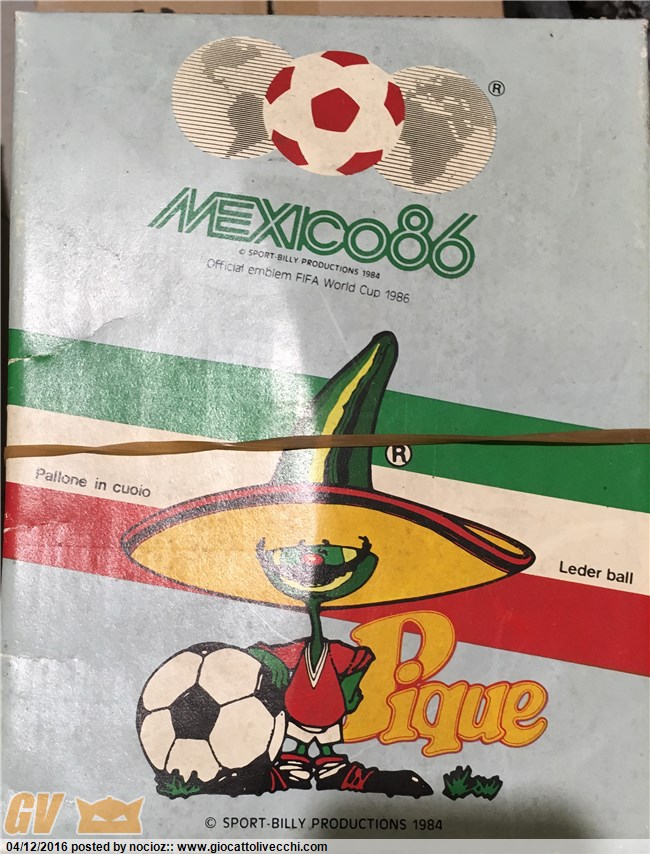 ®
MEXICO86
© SPORT-BILLY PRODUCTIONS 1984
Official emblem FIFA World Cup 1986
®
Pallone in cuoio
Leder ball
Pique
© SPORT-BILLY PRODUCTIONS 1984
GV
04/12/2016 posted by nocioz:: www.giocattolivecchi.com